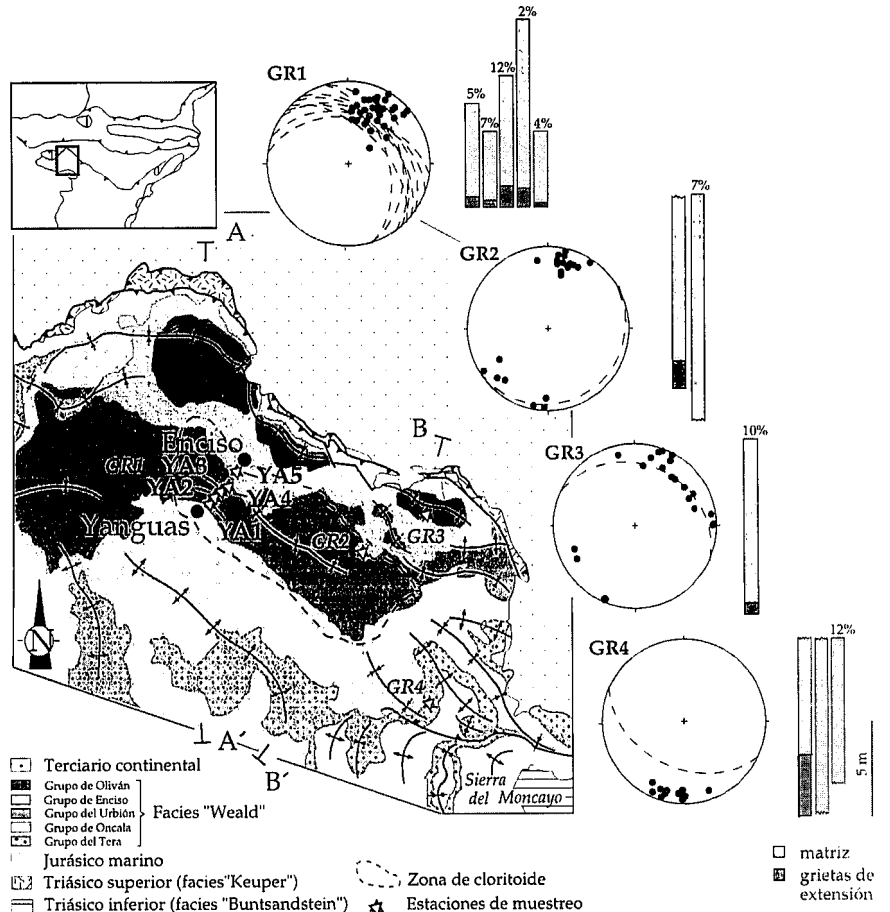 GR1
5%
7%
12%
2%
4%
A
GR2
7%
GR3
10%
GR4
12%
5 m
B
Enciso
GR1
YA3
YA5
YA2
YA4
Yanguas
YA1
GR2
GR3
N
GR4
A'
B'
Sierra
del Moncayo
Terciario continental
Grupo de Oliván
Grupo de Enciso
Grupo del Urbión
Grupo de Oncala
Grupo del Tera
Facies "Weald"
Jurásico marino
Triásico superior (facies"Keuper")
Triásico inferior (facies "Buntsandstein")
Zona de cloritoide
Estaciones de muestreo
matriz
grietas de
extensión